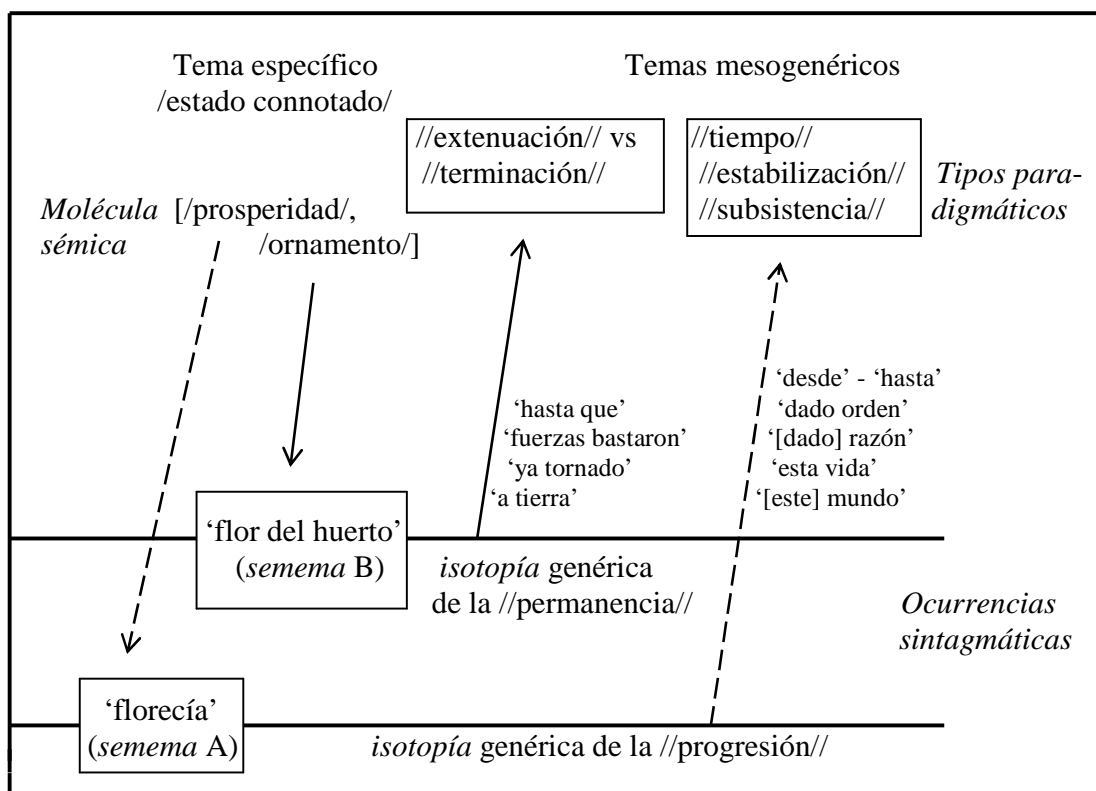 Tema específico
/estado connotado/
Temas mesogenéricos
//extenuación// vs
//terminación//
//tiempo//
//estabilización//
//subsistencia//
Tipos para-
digmáticos
Molécula [/prosperidad/,
sémica /ornamento/]
‘hasta que’
‘fuerzas bastaron’
‘ya tornado’
‘a tierra’
‘desde’ - ‘hasta’
‘dado orden’
‘[dado] razón’
‘esta vida’
‘[este] mundo’
‘flor del huerto’
(semema B)
isotopía genérica
de la //permanencia//
Ocurrencias
sintagmáticas
‘florecía’
(semema A)
isotopía genérica de la //progresión//